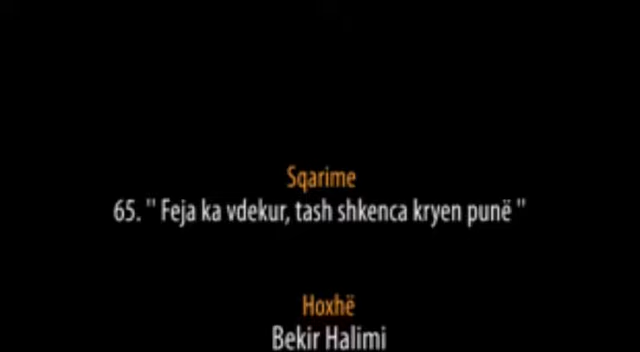 Sqarime
65. " Feja ka vdekur, tash shkenca kryen punë "
Hoxhë
Bekir Halimi